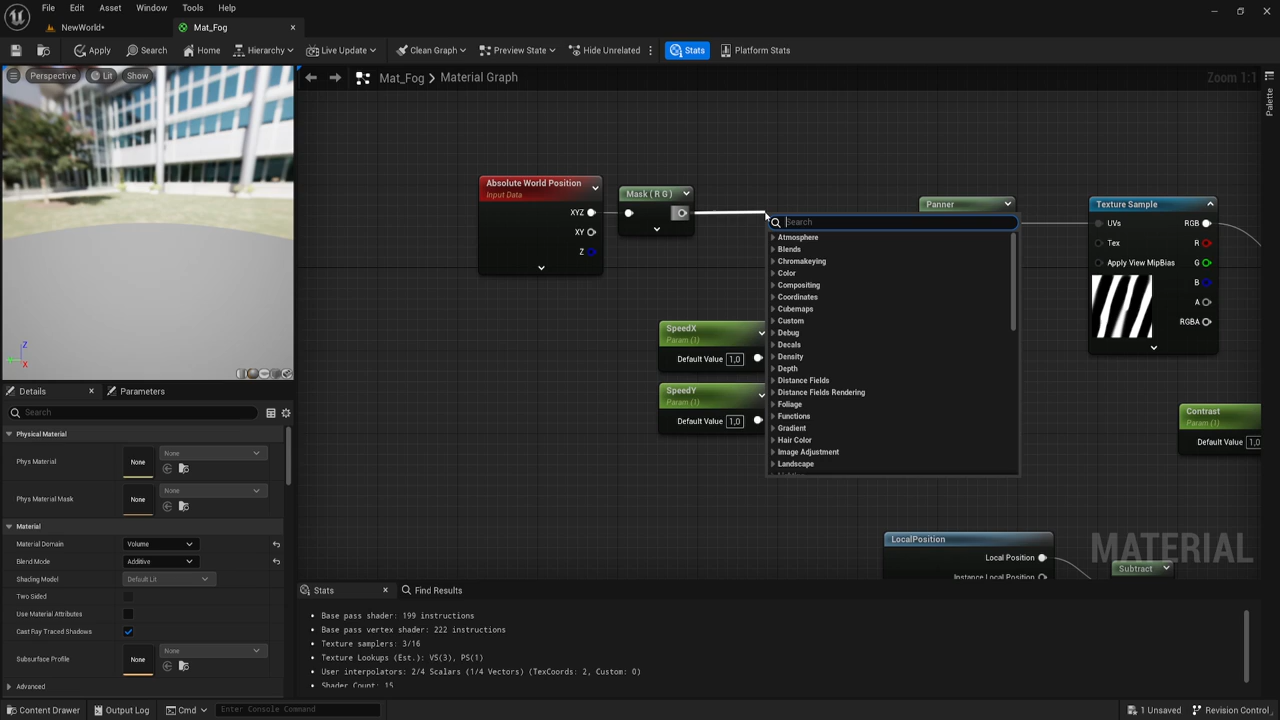 File Edit Asset Window Tools Help
NewWorld* Mat_Fog
Apply Search Home Hierarchy Live Update Clean Graph Preview State Hide Unrelated Stats Platform Stats
Perspective Lit Show
Mat_Fog Material Graph Zoom 1:1
Palette
Absolute World Position
Input Data
XYZ
XY
Z
Mask ( R G )
Search
Atmosphere
Blends
Chromakeying
Color
Compositing
Coordinates
Cubemaps
Custom
Debug
Decals
Density
Depth
Distance Fields
Distance Fields Rendering
Foliage
Functions
Gradient
Hair Color
Image Adjustment
Landscape
Panner
Texture Sample
UVs RGB
Tex R
Apply View MipBias G
B
A
RGBA
SpeedX
Param (1)
Default Value 1,0
SpeedY
Param (1)
Default Value 1,0
Contrast
Param (1)
Default Value 1,0
LocalPosition
Local Position
Instance Local Position
Subtract
MATERIAL
Z
X
Details Parameters
Search
Physical Material
Phys Material None None
Phys Material Mask None None
Material
Material Domain Volume
Blend Mode Additive
Shading Model Default Lit
Two Sided
Use Material Attributes
Cast Ray Traced Shadows
Subsurface Profile None None
Advanced
Stats Find Results
Base pass shader: 199 instructions
Base pass vertex shader: 222 instructions
Texture samplers: 3/16
Texture Lookups (Est.): VS(3), PS(1)
User interpolators: 2/4 Scalars (1/4 Vectors) (TexCoords: 2, Custom: 0)
Shader Count: 15
Content Drawer Output Log Cmd Enter Console Command 1 Unsaved Revision Control